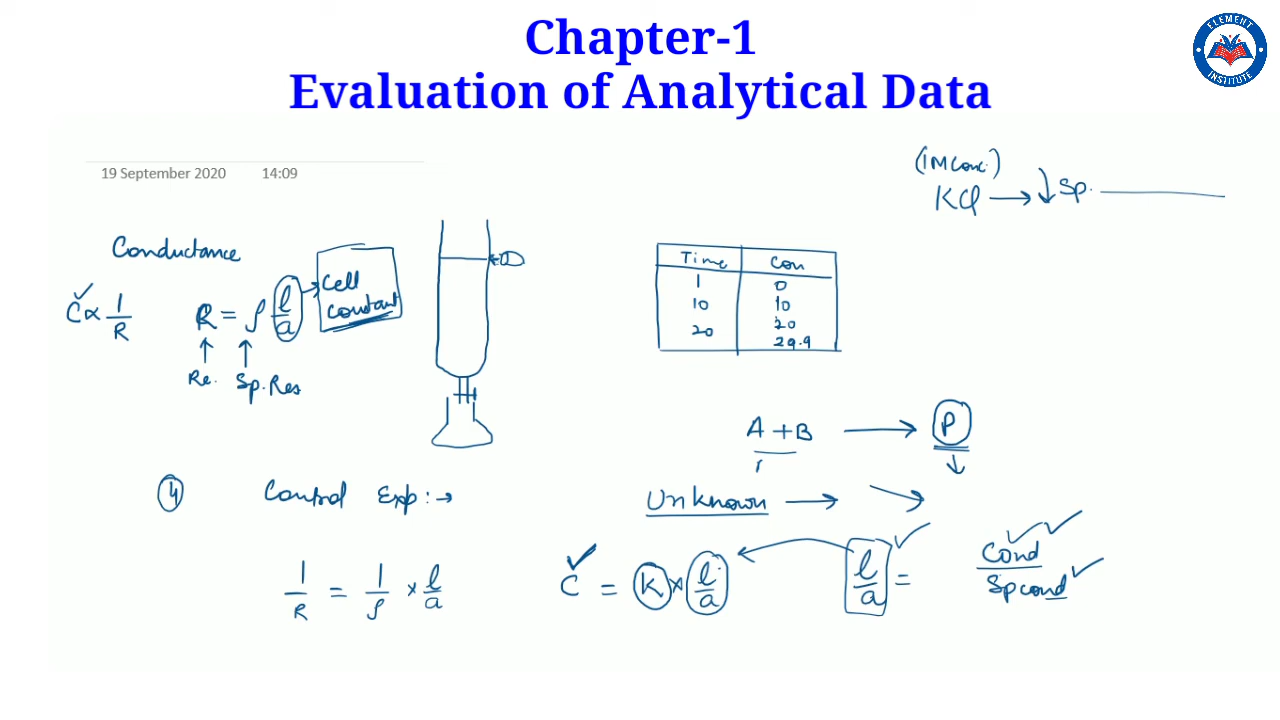 Chapter-1
Evaluation of Analytical Data
ELEMENT
INSTITUTE
19 September 2020 14:09
(1M Conc.)
KCl → ↓ Sp.
Conductance
C ∝ 1/R
R = ρ l/a
Cell
constant
Re.
Sp. Res
Time Con
1 0
10 10
20 20
29.9
A + B → P
4 Control Exp:→
Unknown →
1/R = 1/ρ × l/a
C = K × l/a
l/a = Cond/Sp cond